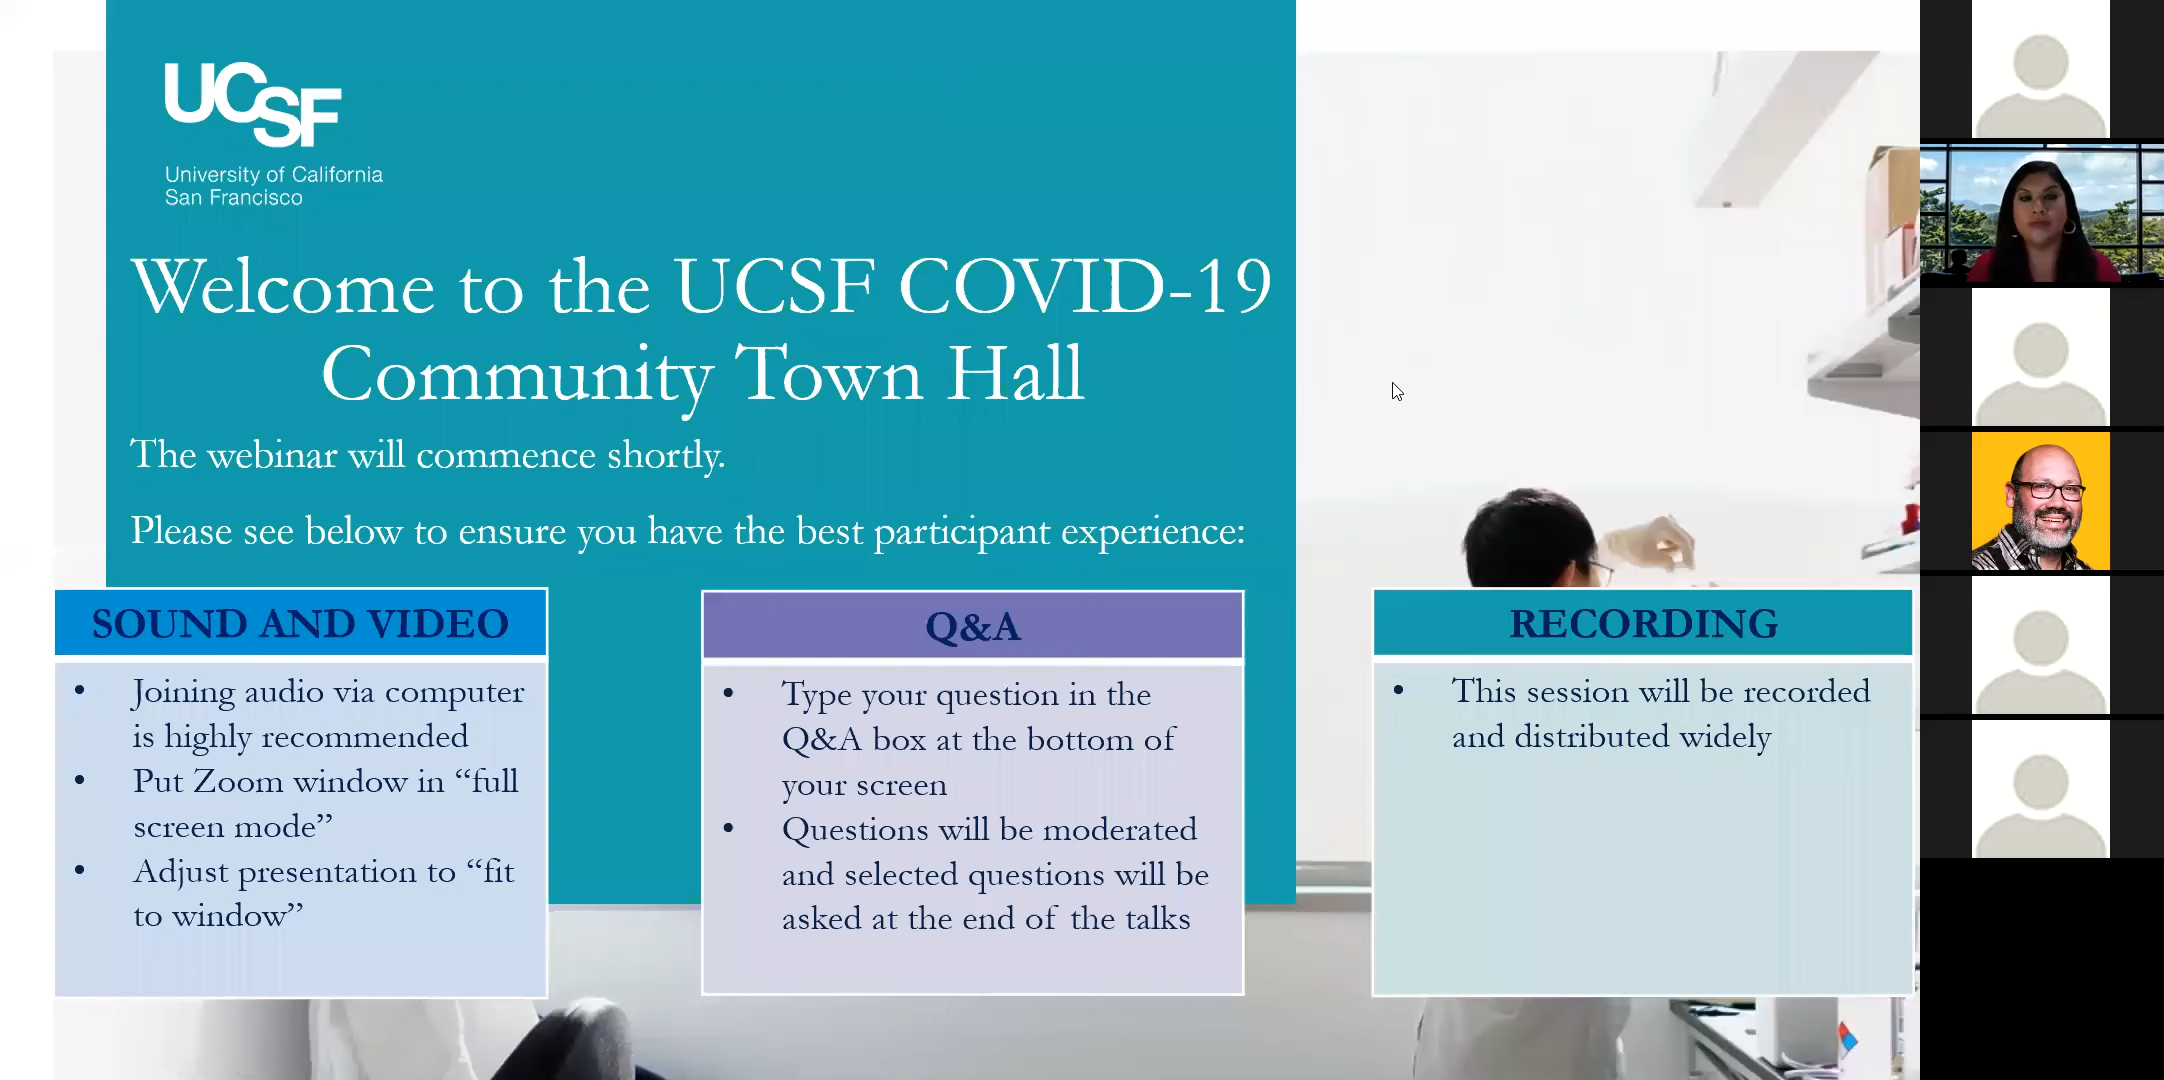 UCSF
University of California
San Francisco
Welcome to the UCSF COVID-19
Community Town Hall
The webinar will commence shortly.
Please see below to ensure you have the best participant experience:
SOUND AND VIDEO
• Joining audio via computer
is highly recommended
• Put Zoom window in “full
screen mode”
• Adjust presentation to “fit
to window”
Q&A
• Type your question in the
Q&A box at the bottom of
your screen
• Questions will be moderated
and selected questions will be
asked at the end of the talks
RECORDING
• This session will be recorded
and distributed widely